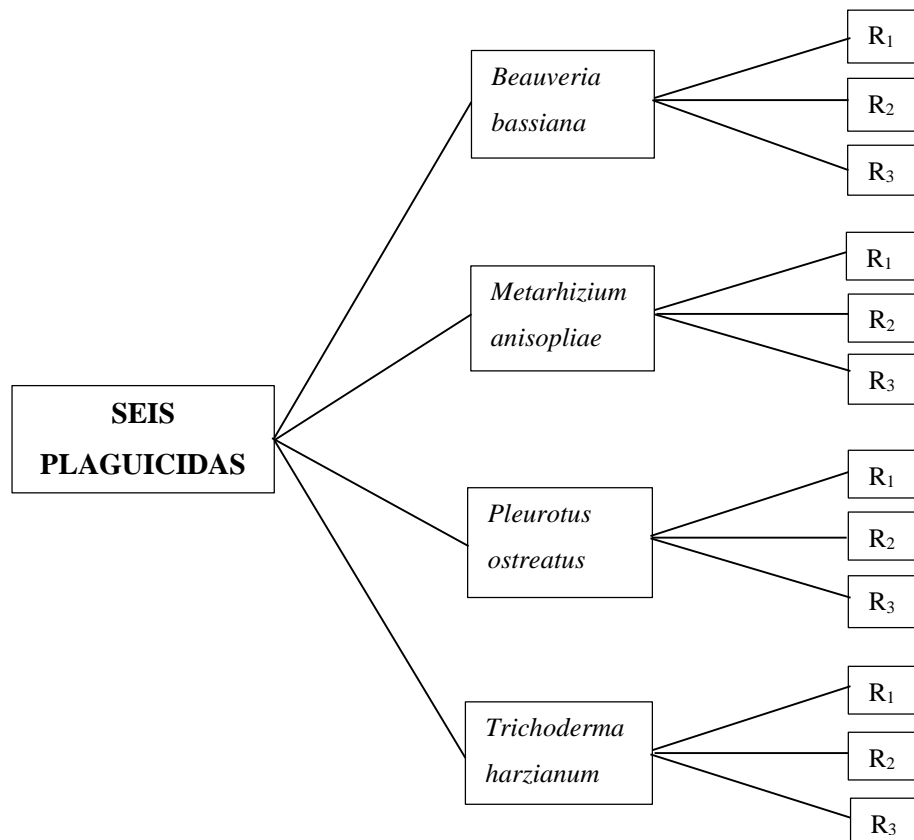 SEIS
PLAGUICIDAS
Beauveria
bassiana
R₁
R₂
R₃
Metarhizium
anisopliae
R₁
R₂
R₃
Pleurotus
ostreatus
R₁
R₂
R₃
Trichoderma
harzianum
R₁
R₂
R₃